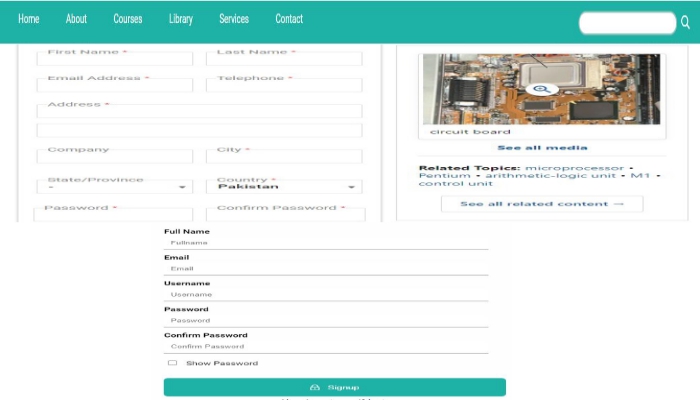 Home About Courses Library Services Contact
First Name * Last Name *
Email Address * Telephone *
Address *
Company City *
State/Province * Country *
- Pakistan
Password * Confirm Password *
circuit board
See all media
Related Topics: microprocessor •
Pentium • arithmetic-logic unit • M1 •
control unit
See all related content →
Full Name
Fullname
Email
Email
Username
Username
Password
Password
Confirm Password
Confirm Password
Show Password
Signup